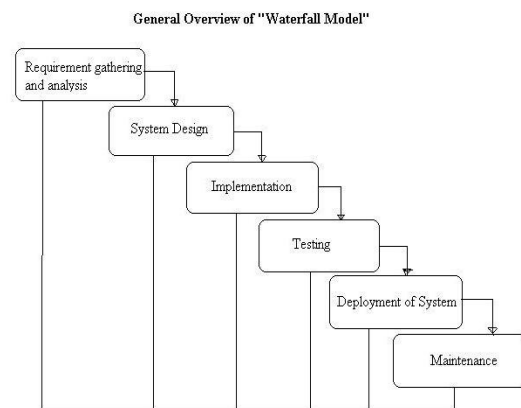 General Overview of "Waterfall Model"
Requirement gathering
and analysis
System Design
Implementation
Testing
Deployment of System
Maintenance